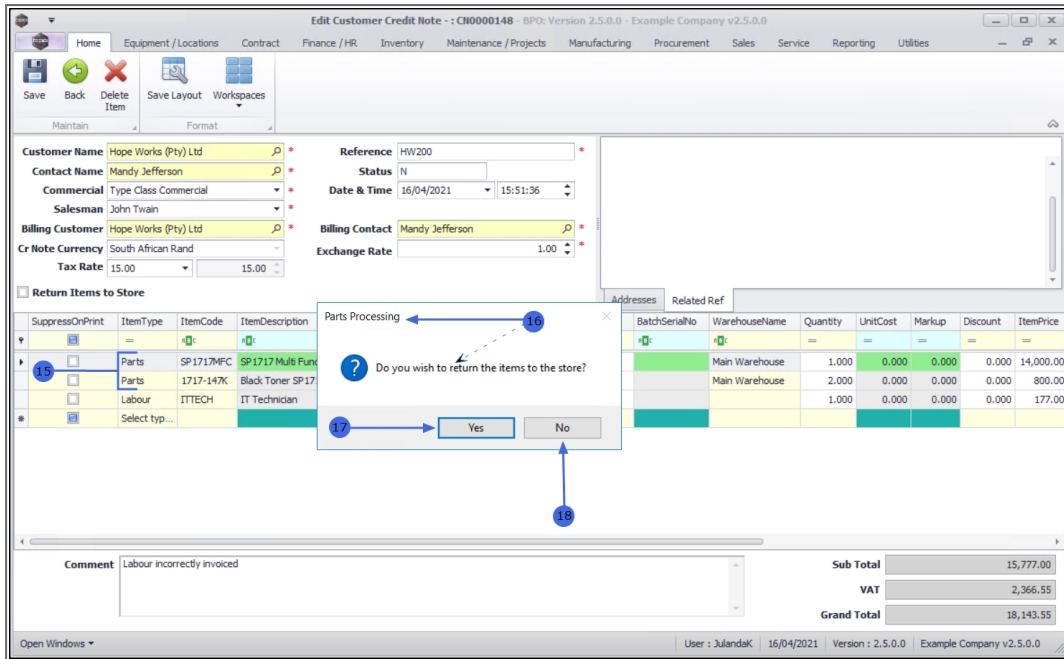 Edit Customer Credit Note - : CN0000148 - BPO: Version 2.5.0.0 - Example Company v2.5.0.0
Home Equipment / Locations Contract Finance / HR Inventory Maintenance / Projects Manufacturing Procurement Sales Service Reporting Utilities
Save Back Delete Item Save Layout Workspaces
Maintain Format
Customer Name Hope Works (Pty) Ltd * Reference HW200 *
Contact Name Mandy Jefferson * Status N
Commercial Type Class Commercial * Date & Time 16/04/2021 15:51:36
Salesman John Twain *
Billing Customer Hope Works (Pty) Ltd * Billing Contact Mandy Jefferson *
Cr Note Currency South African Rand Exchange Rate 1.00 *
Tax Rate 15.00 15.00
Return Items to Store
Addresses Related Ref
SuppressOnPrint ItemType ItemCode ItemDescription BatchSerialNo WarehouseName Quantity UnitCost Markup Discount ItemPrice
Parts SP1717MFC SP1717 Multi Func Main Warehouse 1.000 0.000 0.000 0.000 14,000.00
Parts 1717-147K Black Toner SP17 Main Warehouse 2.000 0.000 0.000 0.000 800.00
Labour ITTECH IT Technician 1.000 0.000 0.000 0.000 177.00
Select typ...
15
Parts Processing
16
Do you wish to return the items to the store?
17
Yes No
18
Comment Labour incorrectly invoiced
Sub Total 15,777.00
VAT 2,366.55
Grand Total 18,143.55
Open Windows User : JulandaK 16/04/2021 Version : 2.5.0.0 Example Company v2.5.0.0